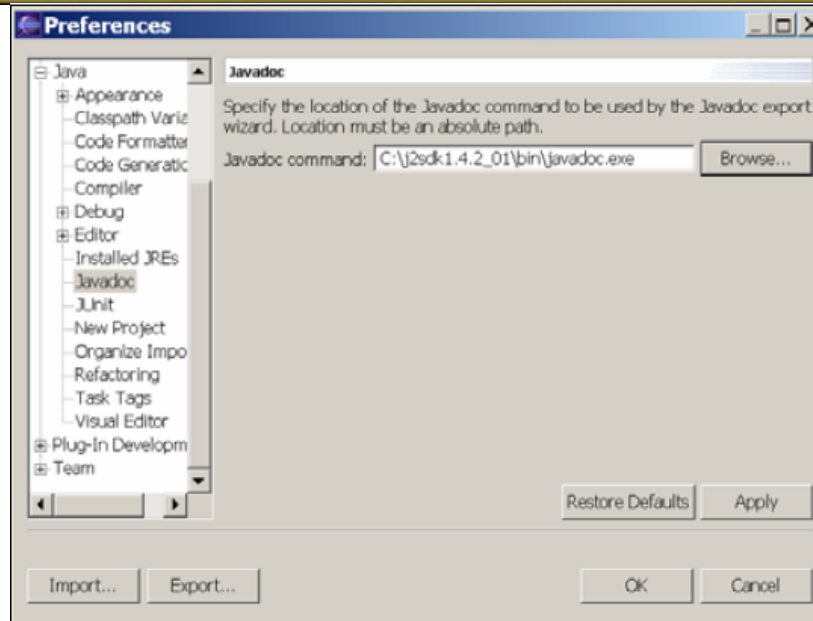 Preferences
Java
Appearance
Classpath Varia
Code Formatter
Code Generatic
Compiler
Debug
Editor
Installed JREs
Javadoc
JUnit
New Project
Organize Impo
Refactoring
Task Tags
Visual Editor
Plug-In Developm
Team
Javadoc
Specify the location of the Javadoc command to be used by the Javadoc export
wizard. Location must be an absolute path.
Javadoc command: C:\j2sdk1.4.2_01\bin\javadoc.exe Browse...
Restore Defaults Apply
Import... Export... OK Cancel